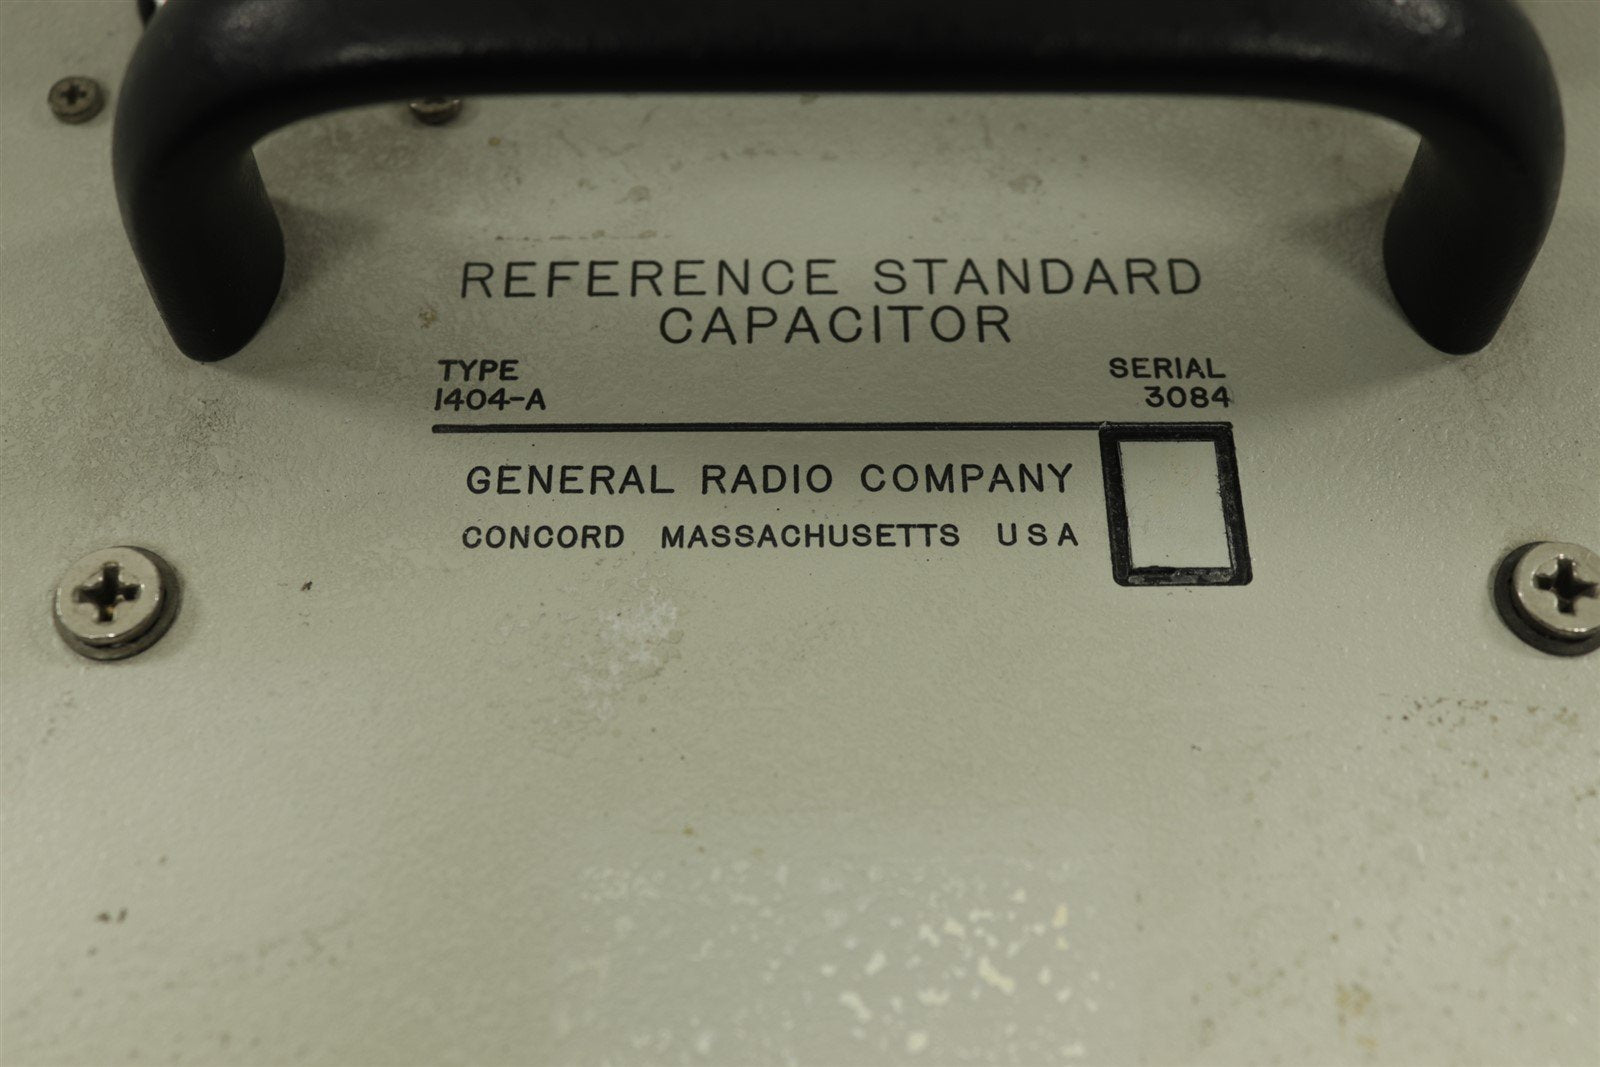 REFERENCE STANDARD
CAPACITOR
TYPE
1404-A
SERIAL
3084
GENERAL RADIO COMPANY
CONCORD MASSACHUSETTS USA